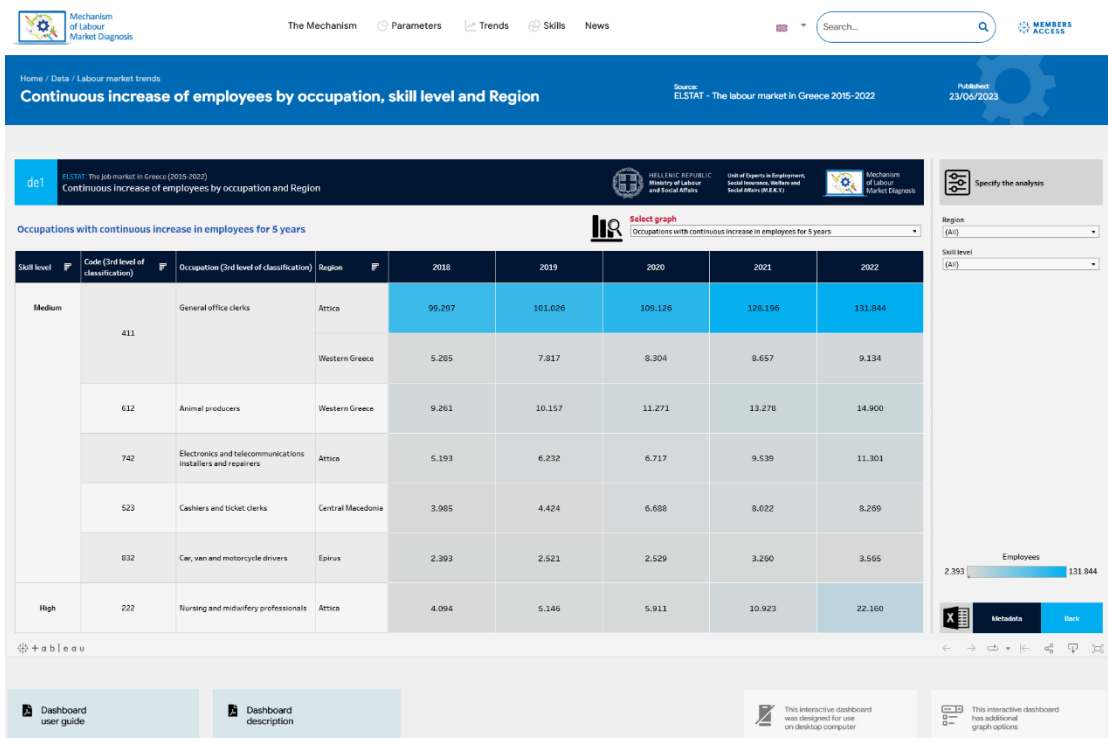 Mechanism
of Labour
Market Diagnosis
The Mechanism
Parameters
Trends
Skills
News
Search...
MEMBERS
ACCESS
Home / Data / Labour market trends
Continuous increase of employees by occupation, skill level and Region
Source:
ELSTAT - The labour market in Greece 2015-2022
Published:
23/06/2023
de1
ELSTAT: The job market in Greece (2015-2022)
Continuous increase of employees by occupation and Region
HELLENIC REPUBLIC
Ministry of Labour
and Social Affairs
Unit of Experts in Employment,
Social Insurance, Welfare and
Social Affairs (M.E.K.Y.)
Mechanism
of Labour
Market Diagnosis
Specify the analysis
Occupations with continuous increase in employees for 5 years
Select graph
Occupations with continuous increase in employees for 5 years
Region
(All)
Skill level
(All)
Skill level
Code (3rd level of
classification)
Occupation (3rd level of classification)
Region
2018
2019
2020
2021
2022
Medium
411
General office clerks
Attica
99.297
101.026
109.126
128.196
131.844
Western Greece
5.285
7.817
8.304
8.657
9.134
612
Animal producers
Western Greece
9.261
10.157
11.271
13.278
14.900
742
Electronics and telecommunications
installers and repairers
Attica
5.193
6.232
6.717
9.539
11.301
523
Cashiers and ticket clerks
Central Macedonia
3.985
4.424
6.688
8.022
8.269
832
Car, van and motorcycle drivers
Epirus
2.393
2.521
2.529
3.260
3.565
High
222
Nursing and midwifery professionals
Attica
4.094
5.146
5.911
10.923
22.160
Employees
2.393
131.844
Metadata
Back
+ableau
Dashboard
user guide
Dashboard
description
This interactive dashboard
was designed for use
on desktop computer
This interactive dashboard
has additional
graph options